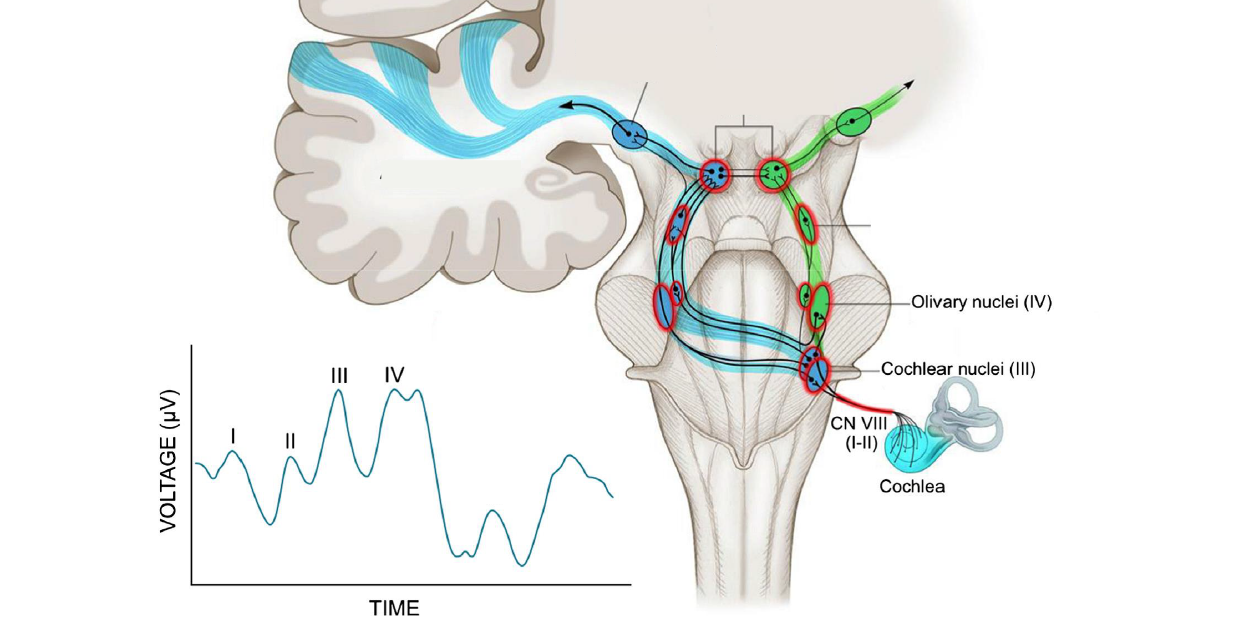 Olivary nuclei (IV)
Cochlear nuclei (III)
CN VIII
(I-II)
Cochlea
III
IV
I
II
VOLTAGE (µV)
TIME